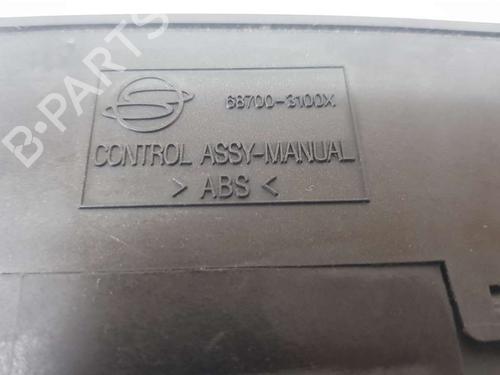 68700-3100X
CONTROL ASSY-MANUAL
> ABS <
B-PARTS